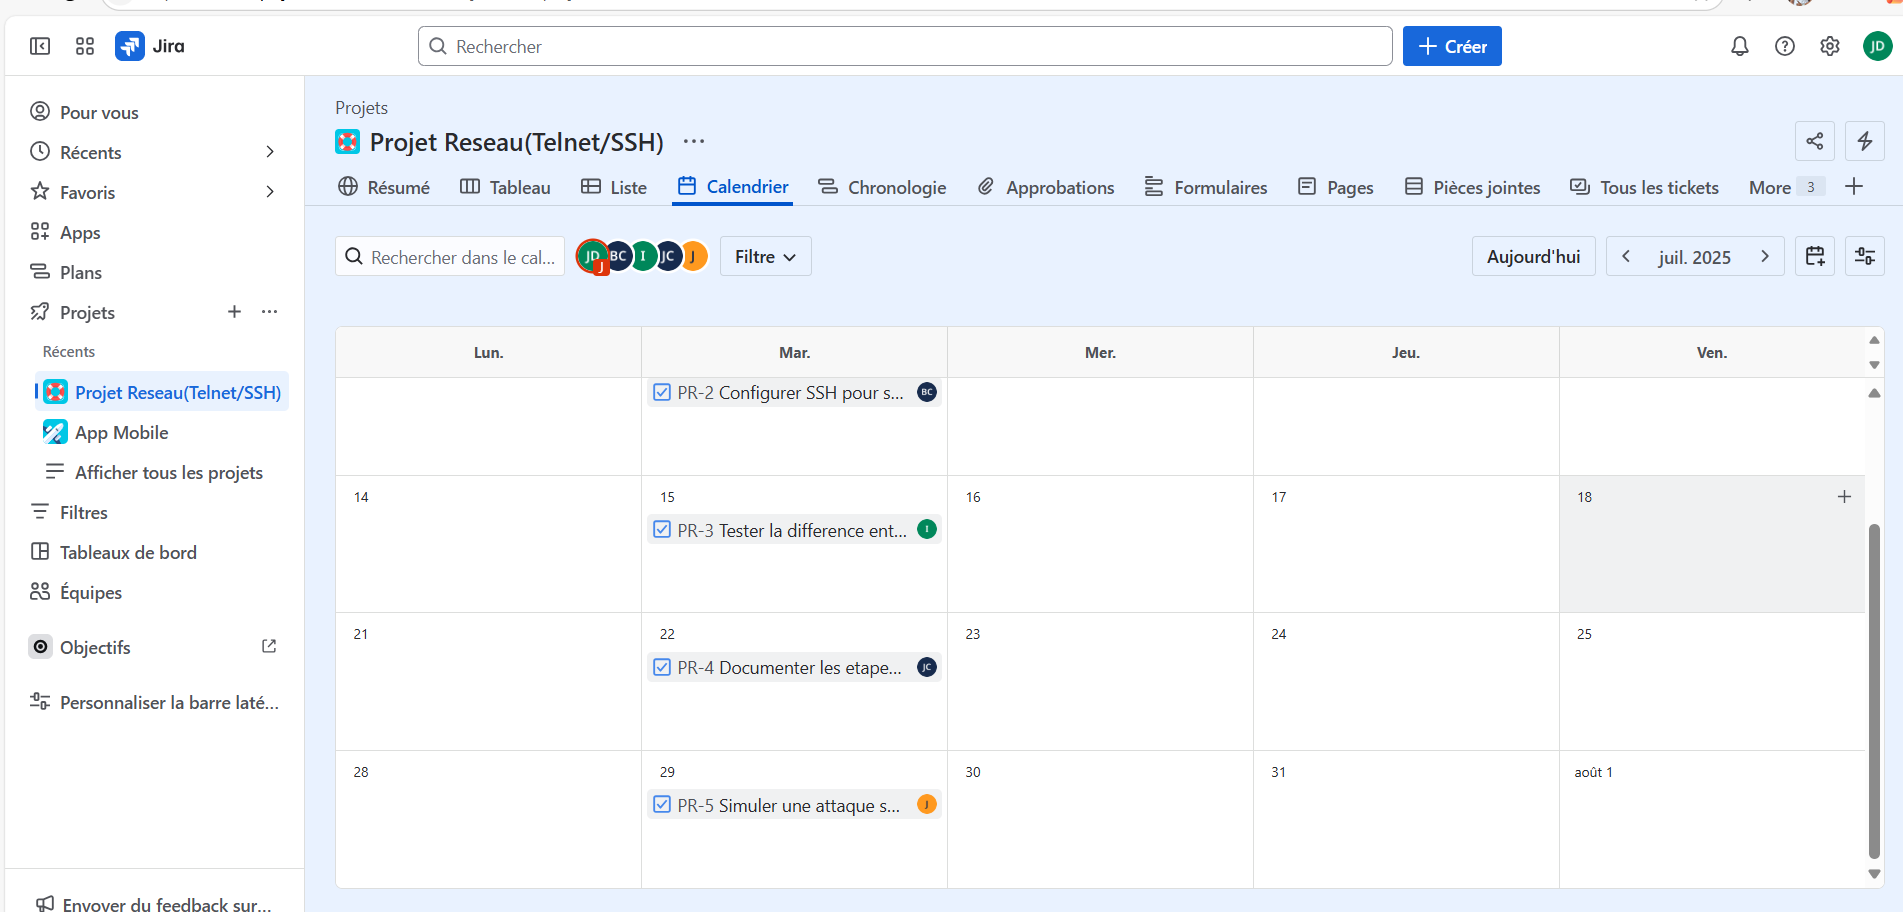 Jira
Rechercher
Créer
JD
Pour vous
Récents
Favoris
Apps
Plans
Projets
Récents
Projet Reseau(Telnet/SSH)
App Mobile
Afficher tous les projets
Filtres
Tableaux de bord
Équipes
Objectifs
Personnaliser la barre laté...
Envoyer du feedback sur...
Projets
Projet Reseau(Telnet/SSH)
Résumé Tableau Liste Calendrier Chronologie Approbations Formulaires Pages Pièces jointes Tous les tickets More 3
Rechercher dans le cal...
JD J BC I JC J
Filtre
Aujourd'hui
juil. 2025
Lun. Mar. Mer. Jeu. Ven.
PR-2 Configurer SSH pour s... BC
14 15 16 17 18
PR-3 Tester la difference ent... I
21 22 23 24 25
PR-4 Documenter les etape... JC
28 29 30 31 août 1
PR-5 Simuler une attaque s... J